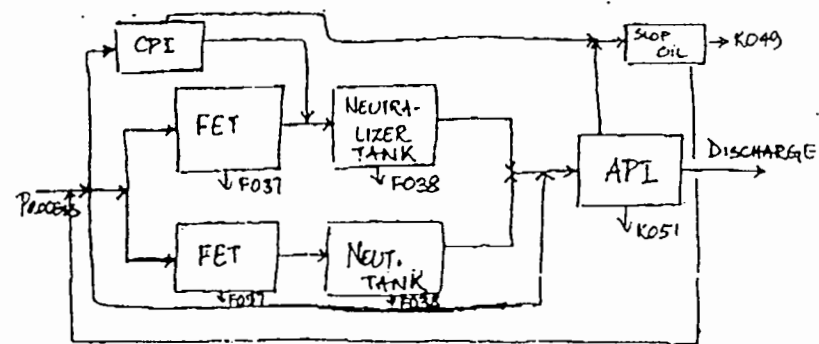 CPI
SLOP
OIL
K049
FET
NEUTRA-
LIZER
TANK
F037
F038
PROCESS
API
DISCHARGE
K051
FET
NEUT.
TANK
F037
F038